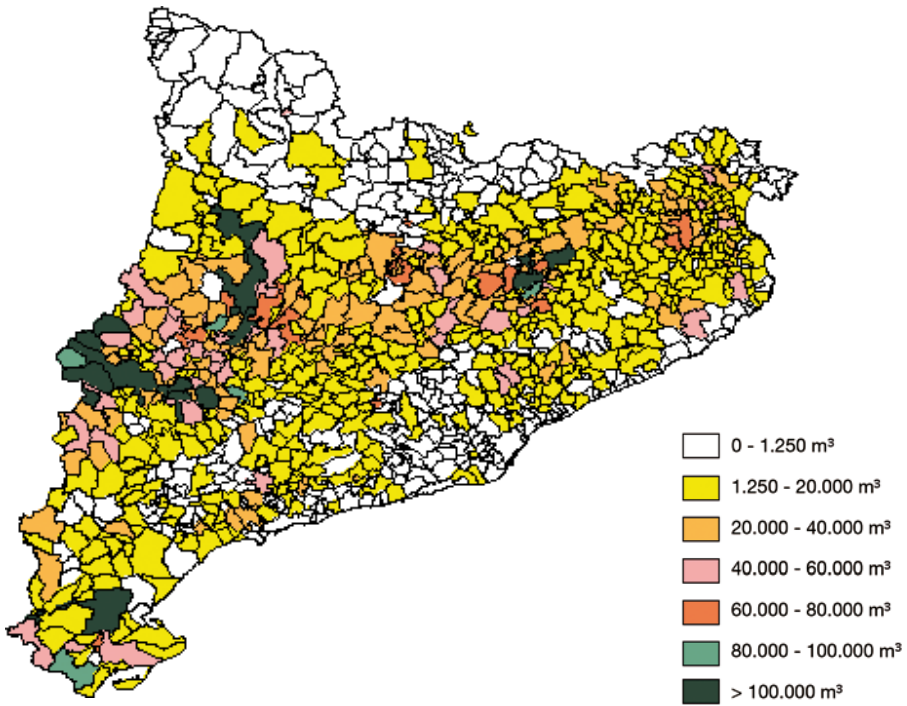 0 - 1.250 m³
1.250 - 20.000 m³
20.000 - 40.000 m³
40.000 - 60.000 m³
60.000 - 80.000 m³
80.000 - 100.000 m³
> 100.000 m³